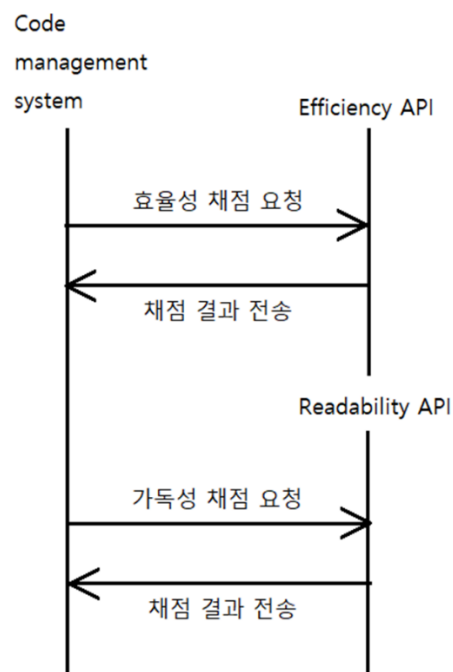 Code
management
system
Efficiency API
효율성 채점 요청
채점 결과 전송
Readability API
가독성 채점 요청
채점 결과 전송